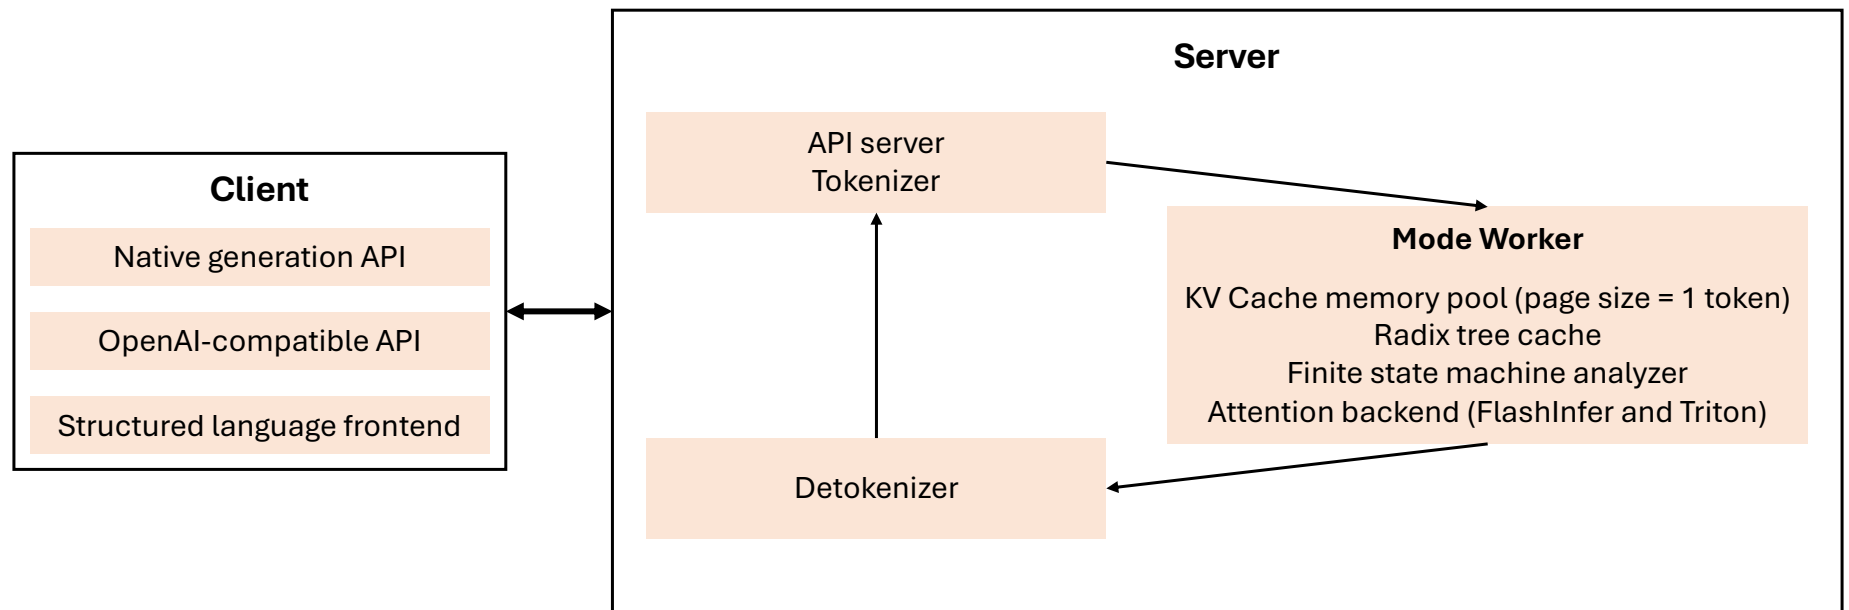 Client
Native generation API
OpenAI-compatible API
Structured language frontend
Server
API server
Tokenizer
Mode Worker
KV Cache memory pool (page size = 1 token)
Radix tree cache
Finite state machine analyzer
Attention backend (FlashInfer and Triton)
Detokenizer